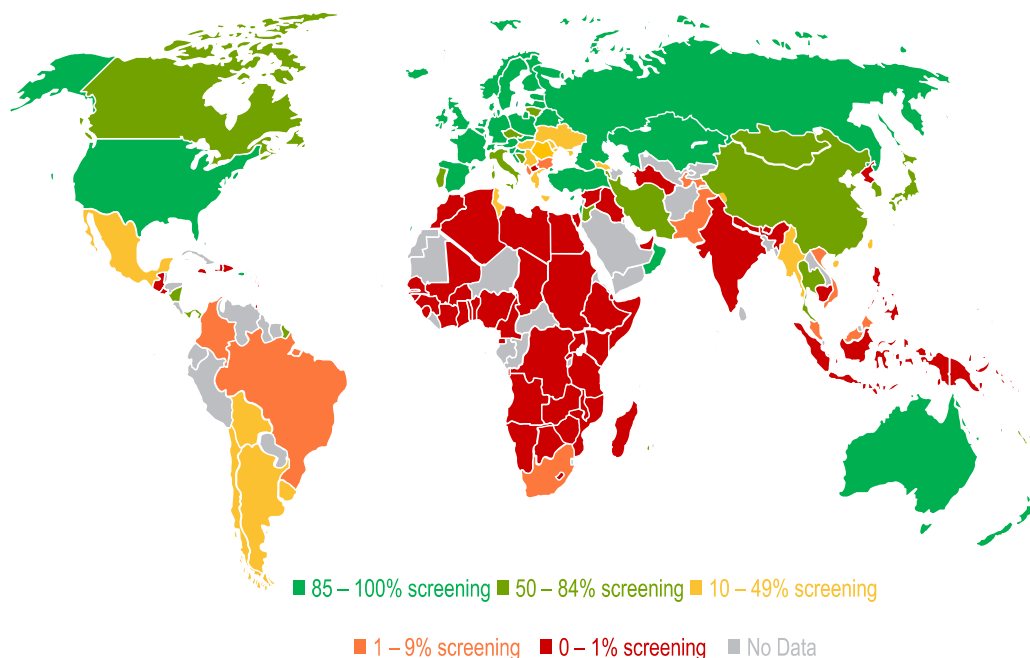 85 – 100% screening 50 – 84% screening 10 – 49% screening
1 – 9% screening 0 – 1% screening No Data